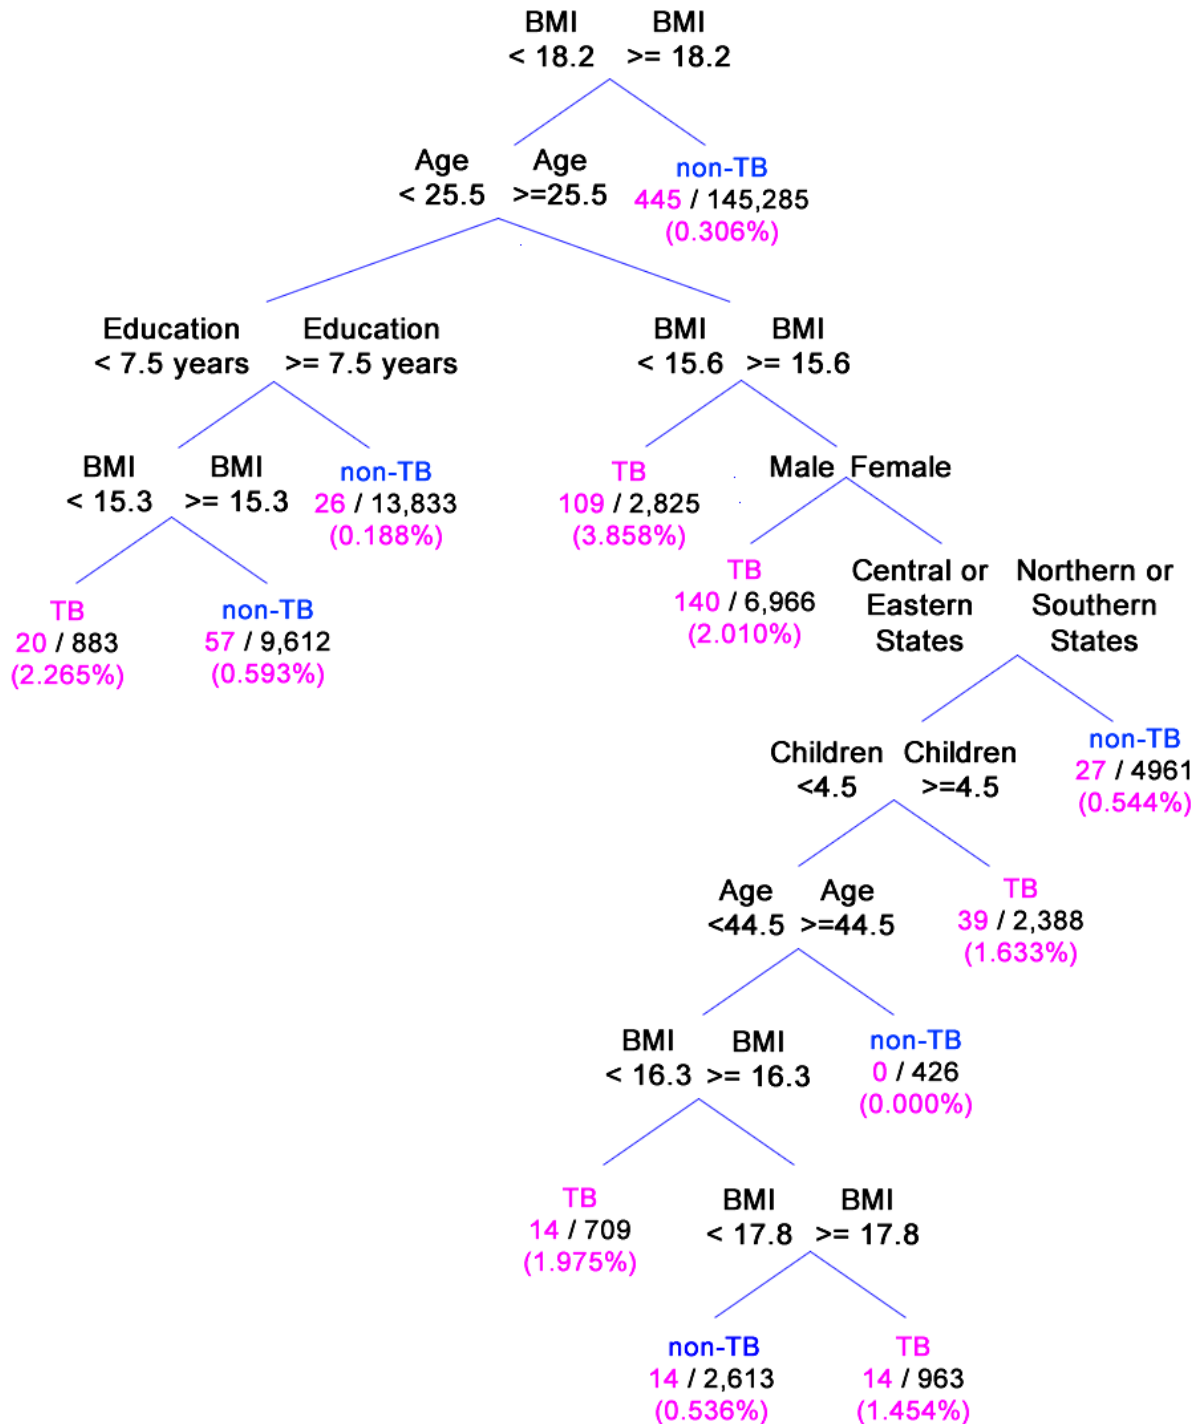 BMI BMI
< 18.2 >= 18.2
Age Age
< 25.5 >=25.5
non-TB
445 / 145,285
(0.306%)
Education Education
< 7.5 years >= 7.5 years
BMI BMI
< 15.6 >= 15.6
BMI BMI
< 15.3 >= 15.3
non-TB
26 / 13,833
(0.188%)
TB
109 / 2,825
(3.858%)
Male Female
TB
20 / 883
(2.265%)
non-TB
57 / 9,612
(0.593%)
TB
140 / 6,966
(2.010%)
Central or Northern or
Eastern Southern
States States
Children Children
<4.5 >=4.5
non-TB
27 / 4961
(0.544%)
Age Age
<44.5 >=44.5
TB
39 / 2,388
(1.633%)
BMI BMI
< 16.3 >= 16.3
non-TB
0 / 426
(0.000%)
TB
14 / 709
(1.975%)
BMI BMI
< 17.8 >= 17.8
non-TB
14 / 2,613
(0.536%)
TB
14 / 963
(1.454%)